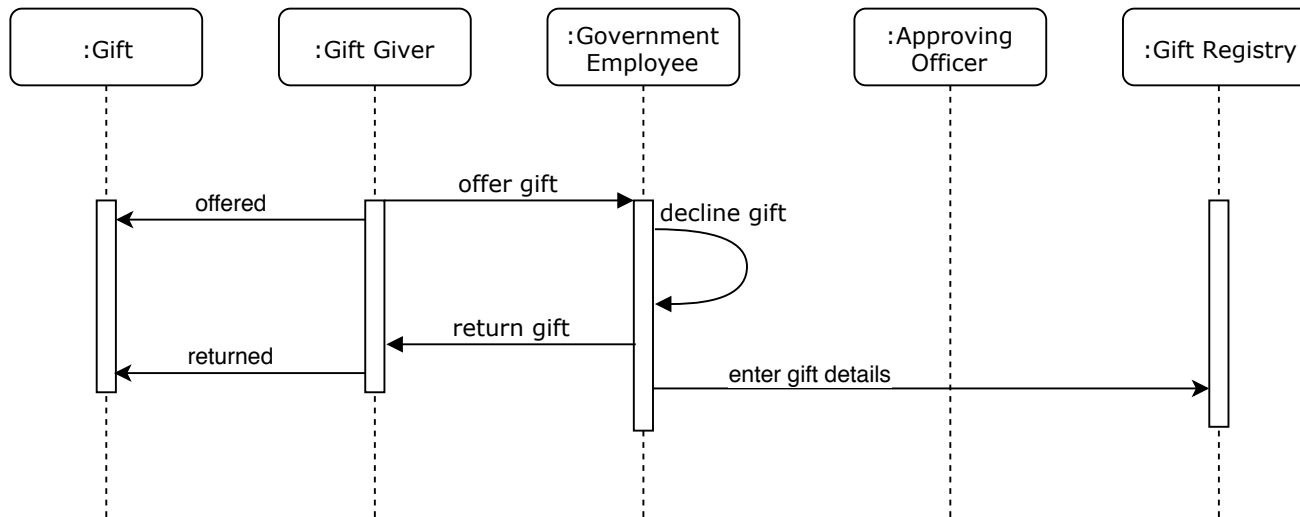 :Gift
:Gift Giver
:Government
Employee
:Approving
Officer
:Gift Registry
offer gift
offered
decline gift
return gift
returned
enter gift details